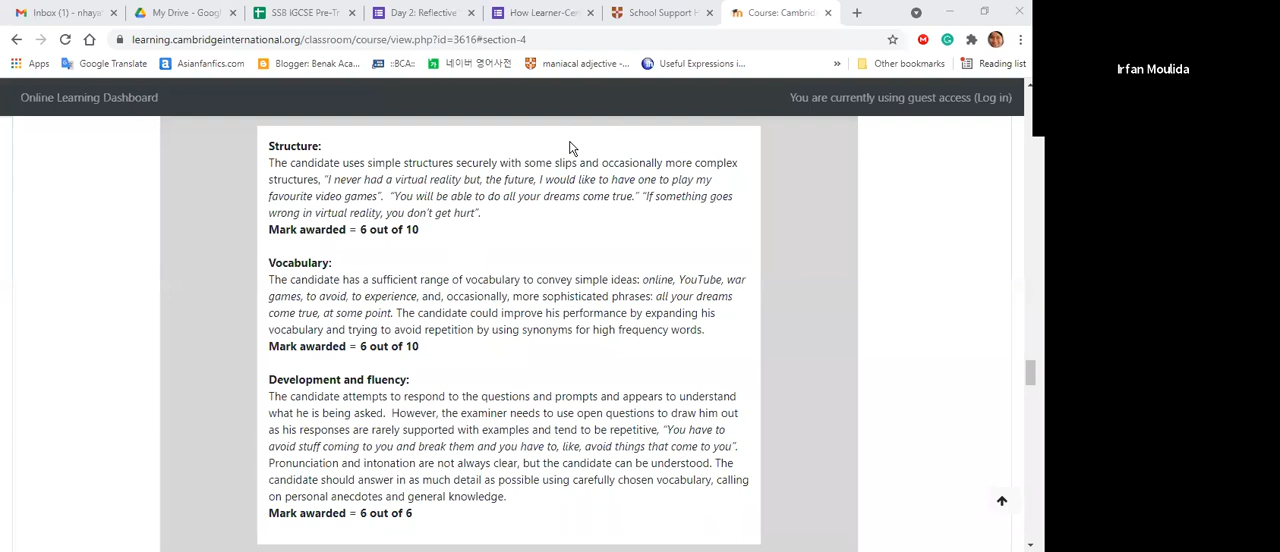 Inbox (1) - nhaya
My Drive - Googl
SSB IGCSE Pre-Tr
Day 2: Reflective
How Learner-Cen
School Support H
Course: Cambrid
learning.cambridgeinternational.org/classroom/course/view.php?id=3616#section-4
Apps
Google Translate
Asianfanfics.com
Blogger: Benak Aca...
::BCA::
네이버 영어사전
maniacal adjective -...
Useful Expressions i...
»
Other bookmarks
Reading list
Online Learning Dashboard
You are currently using guest access (Log in)
Irfan Moulida
Structure:
The candidate uses simple structures securely with some slips and occasionally more complex
structures, “I never had a virtual reality but, the future, I would like to have one to play my
favourite video games”. “You will be able to do all your dreams come true.” “If something goes
wrong in virtual reality, you don’t get hurt”.
Mark awarded = 6 out of 10
Vocabulary:
The candidate has a sufficient range of vocabulary to convey simple ideas: online, YouTube, war
games, to avoid, to experience, and, occasionally, more sophisticated phrases: all your dreams
come true, at some point. The candidate could improve his performance by expanding his
vocabulary and trying to avoid repetition by using synonyms for high frequency words.
Mark awarded = 6 out of 10
Development and fluency:
The candidate attempts to respond to the questions and prompts and appears to understand
what he is being asked. However, the examiner needs to use open questions to draw him out
as his responses are rarely supported with examples and tend to be repetitive, “You have to
avoid stuff coming to you and break them and you have to, like, avoid things that come to you”.
Pronunciation and intonation are not always clear, but the candidate can be understood. The
candidate should answer in as much detail as possible using carefully chosen vocabulary, calling
on personal anecdotes and general knowledge.
Mark awarded = 6 out of 6